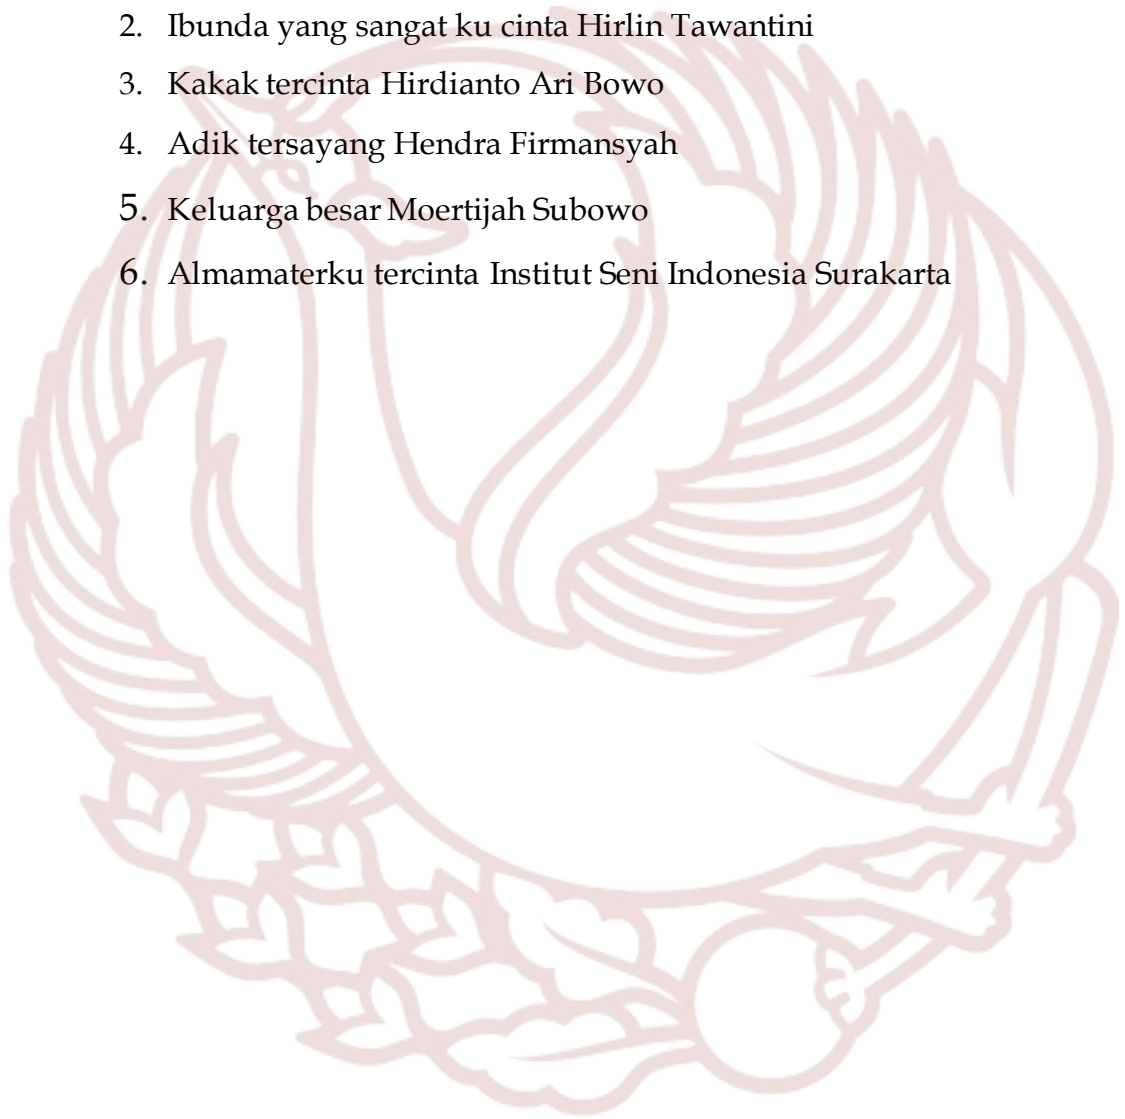 2. Ibunda yang sangat ku cinta Hirlin Tawantini
3. Kakak tercinta Hirdianto Ari Bowo
4. Adik tersayang Hendra Firmansyah
5. Keluarga besar Moertijah Subowo
6. Almamaterku tercinta Institut Seni Indonesia Surakarta